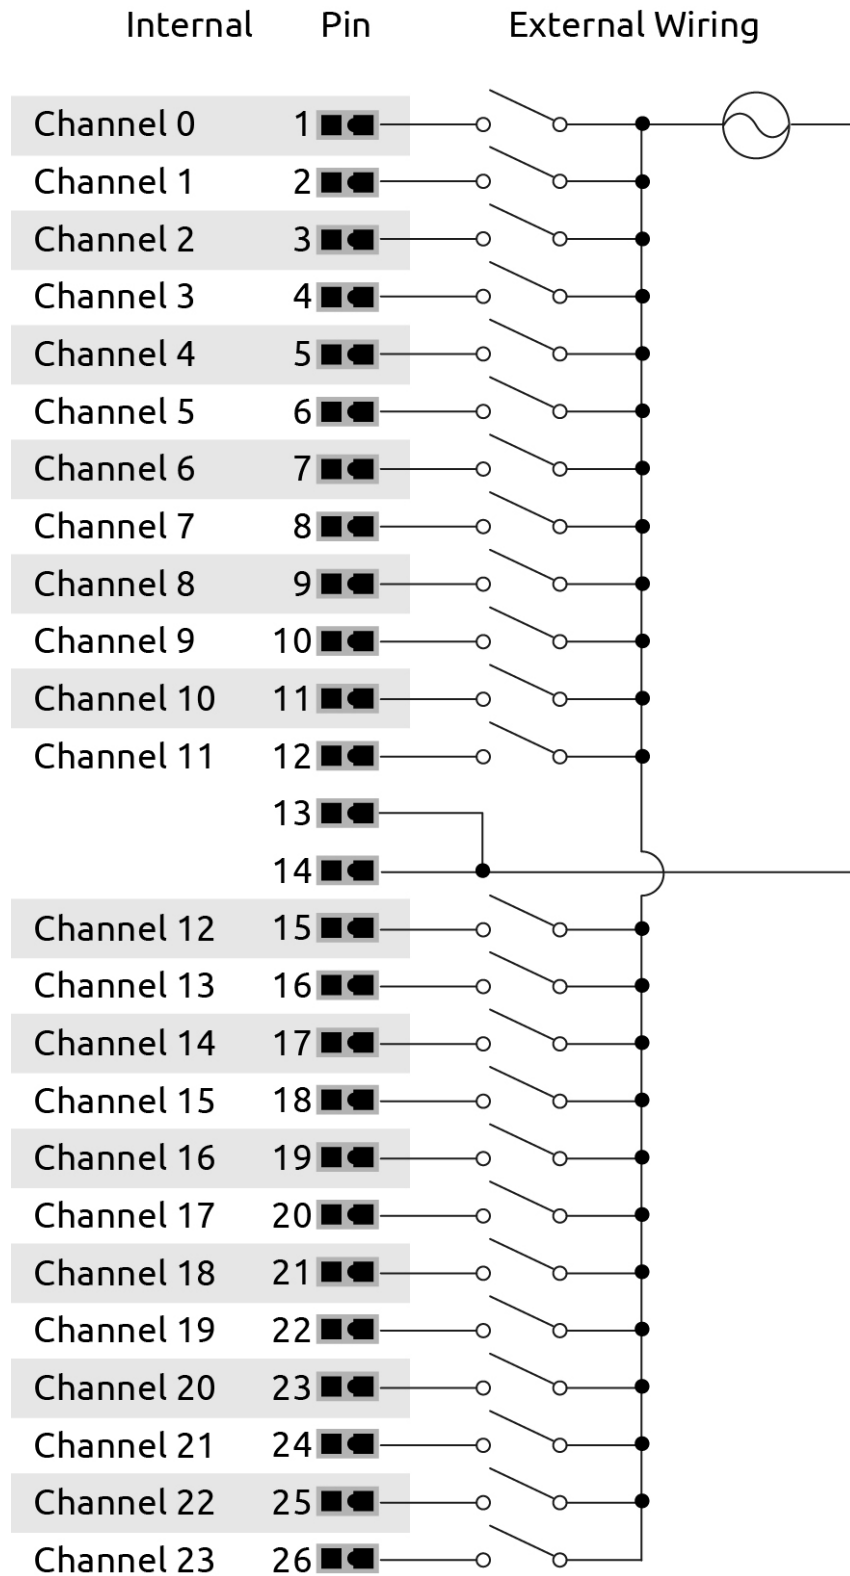 Internal Pin External Wiring
Channel 0 1
Channel 1 2
Channel 2 3
Channel 3 4
Channel 4 5
Channel 5 6
Channel 6 7
Channel 7 8
Channel 8 9
Channel 9 10
Channel 10 11
Channel 11 12
13
14
Channel 12 15
Channel 13 16
Channel 14 17
Channel 15 18
Channel 16 19
Channel 17 20
Channel 18 21
Channel 19 22
Channel 20 23
Channel 21 24
Channel 22 25
Channel 23 26